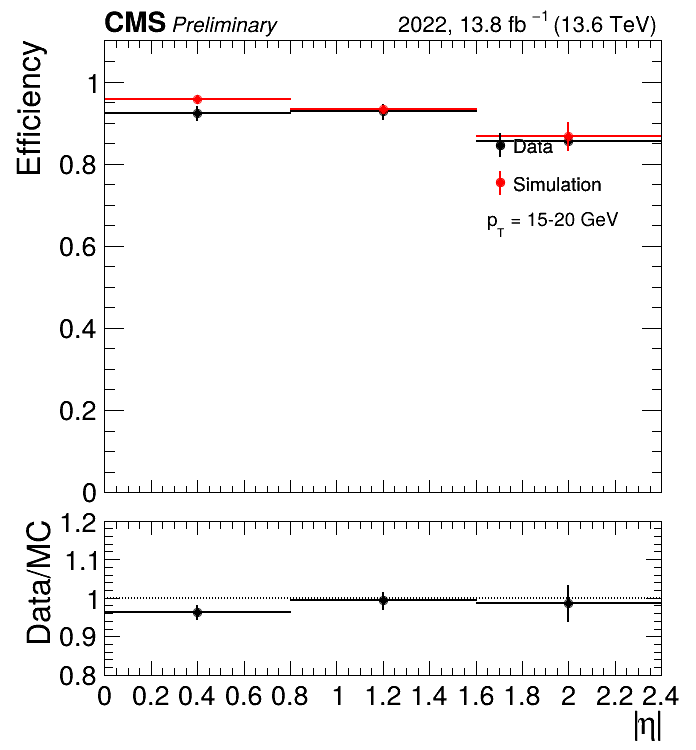 CMS Preliminary 2022, 13.8 fb⁻¹ (13.6 TeV)
Efficiency
1
0.8
0.6
0.4
0.2
0
Data
Simulation
p_T = 15-20 GeV
Data/MC
1.2
1.1
1
0.9
0.8
0 0.2 0.4 0.6 0.8 1 1.2 1.4 1.6 1.8 2 2.2 2.4
|η|